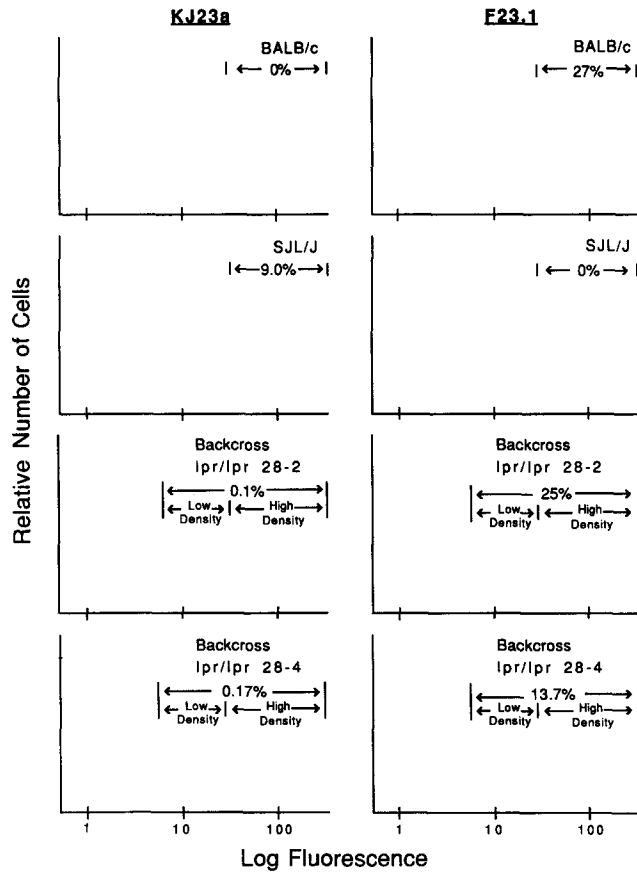 KJ23a
F23.1
BALB/c
0%
BALB/c
27%
SJL/J
9.0%
SJL/J
0%
Relative Number of Cells
Backcross
lpr/lpr 28-2
0.1%
Low Density
High Density
Backcross
lpr/lpr 28-2
25%
Low Density
High Density
Backcross
lpr/lpr 28-4
0.17%
Low Density
High Density
Backcross
lpr/lpr 28-4
13.7%
Low Density
High Density
1 10 100
1 10 100
Log Fluorescence